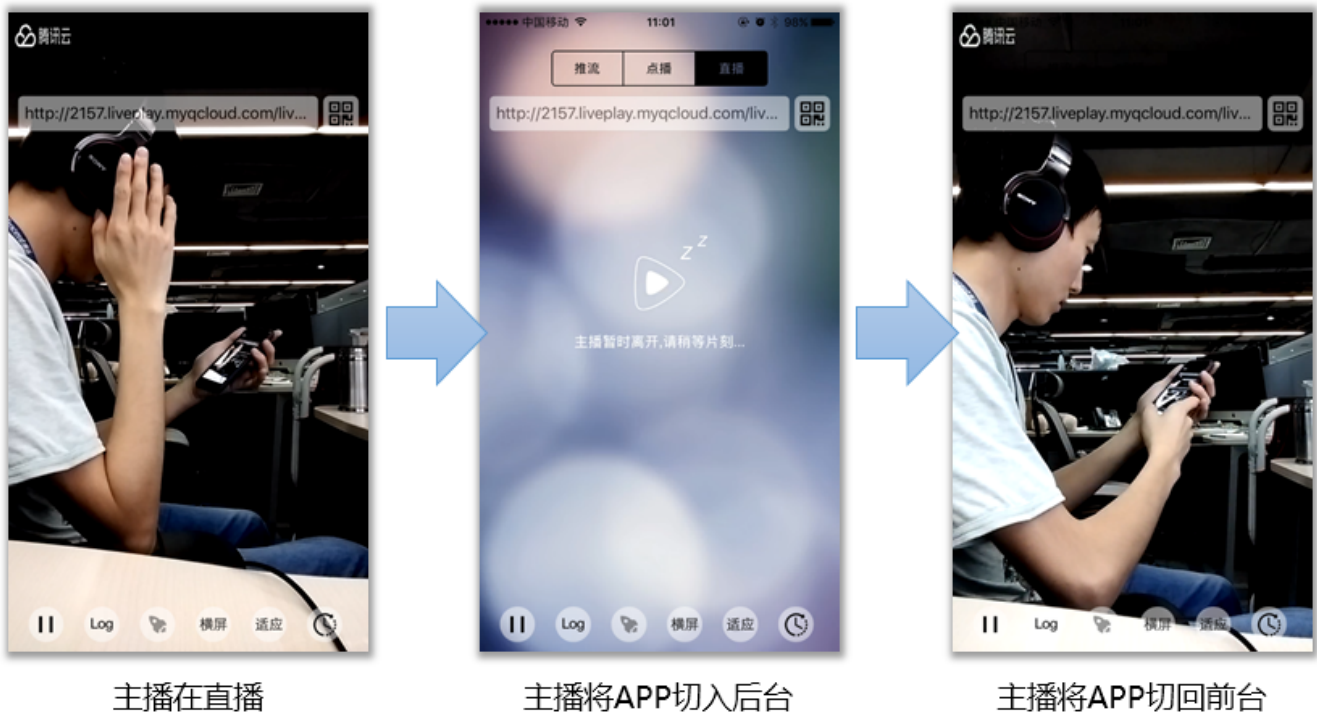 腾讯云
http://2157.liveplay.myqcloud.com/liv...
SONY
Log
横屏
适应
主播在直播
中国移动
11:01
98%
推流
点播
直播
http://2157.liveplay.myqcloud.com/liv...
z z
主播暂时离开,请稍等片刻...
Log
横屏
适应
主播将APP切入后台
腾讯云
http://2157.liveplay.myqcloud.com/liv...
SONY
Log
横屏
适应
主播将APP切回前台